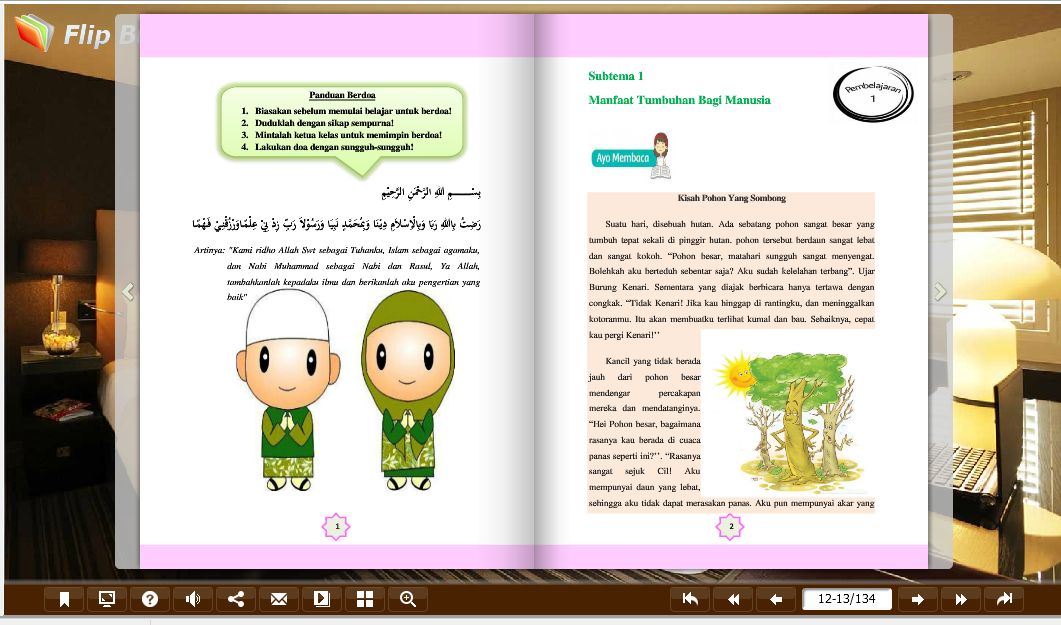 Flip B
Panduan Berdoa
1. Biasakan sebelum memulai belajar untuk berdoa!
2. Duduklah dengan sikap sempurna!
3. Mintalah ketua kelas untuk memimpin berdoa!
4. Lakukan doa dengan sungguh-sungguh!
بِسْــــــمِ اللهِ الرَّحْمَنِ الرَّحِيْمِ
رَضِتُ بِاللهِ رَبَا وَبِالْإِسْلاَمِ دِيْنَا وَبِمُحَمَّدٍ نَبِيَا وَرَسُوْلاَ رَبِّ زِدْ نِيْ عِلْمًاوَرْزُقْنِيْ فَهْمًا
Artinya: "Kami ridho Allah Swt sebagai Tuhanku, Islam sebagai agamaku,
dan Nabi Muhammad sebagai Nabi dan Rasul, Ya Allah,
tambahkanlah kepadaku ilmu dan berikanlah aku pengertian yang
baik"
1
Subtema 1
Manfaat Tumbuhan Bagi Manusia
Pembelajaran
1
Ayo Membaca
Kisah Pohon Yang Sombong
Suatu hari, disebuah hutan. Ada sebatang pohon sangat besar yang
tumbuh tepat sekali di pinggir hutan. pohon tersebut berdaun sangat lebat
dan sangat kokoh. “Pohon besar, matahari sungguh sangat menyengat.
Bolehkah aku berteduh sebentar saja? Aku sudah kelelahan terbang”. Ujar
Burung Kenari. Sementara yang diajak berbicara hanya tertawa dengan
congkak. “Tidak Kenari! Jika kau hinggap di rantingku, dan meninggalkan
kotoranmu. Itu akan membuatku terlihat kumal dan bau. Sebaiknya, cepat
kau pergi Kenari!’’
Kancil yang tidak berada
jauh dari pohon besar
mendengar percakapan
mereka dan mendatanginya.
“Hei Pohon besar, bagaimana
rasanya kau berada di cuaca
panas seperti ini?’’. “Rasanya
sangat sejuk Cil! Aku
mempunyai daun yang lebat,
sehingga aku tidak dapat merasakan panas. Aku pun mempunyai akar yang
2
12-13/134